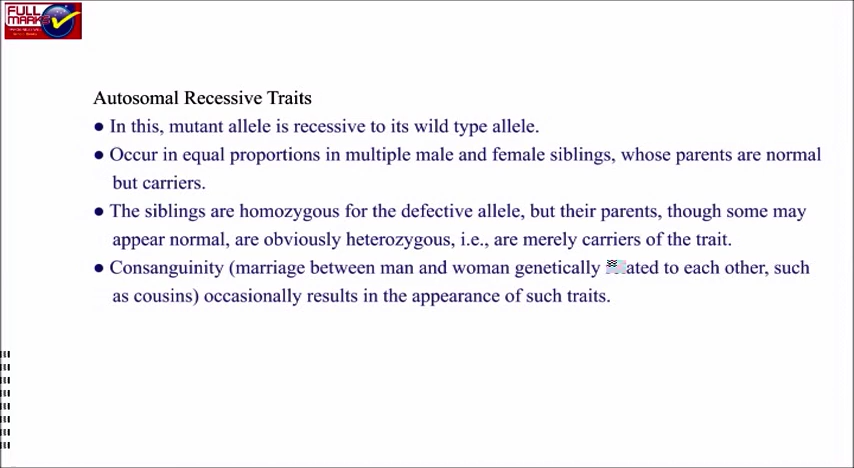 FULL
MARKS
Autosomal Recessive Traits
● In this, mutant allele is recessive to its wild type allele.
● Occur in equal proportions in multiple male and female siblings, whose parents are normal
but carriers.
● The siblings are homozygous for the defective allele, but their parents, though some may
appear normal, are obviously heterozygous, i.e., are merely carriers of the trait.
● Consanguinity (marriage between man and woman genetically ated to each other, such
as cousins) occasionally results in the appearance of such traits.